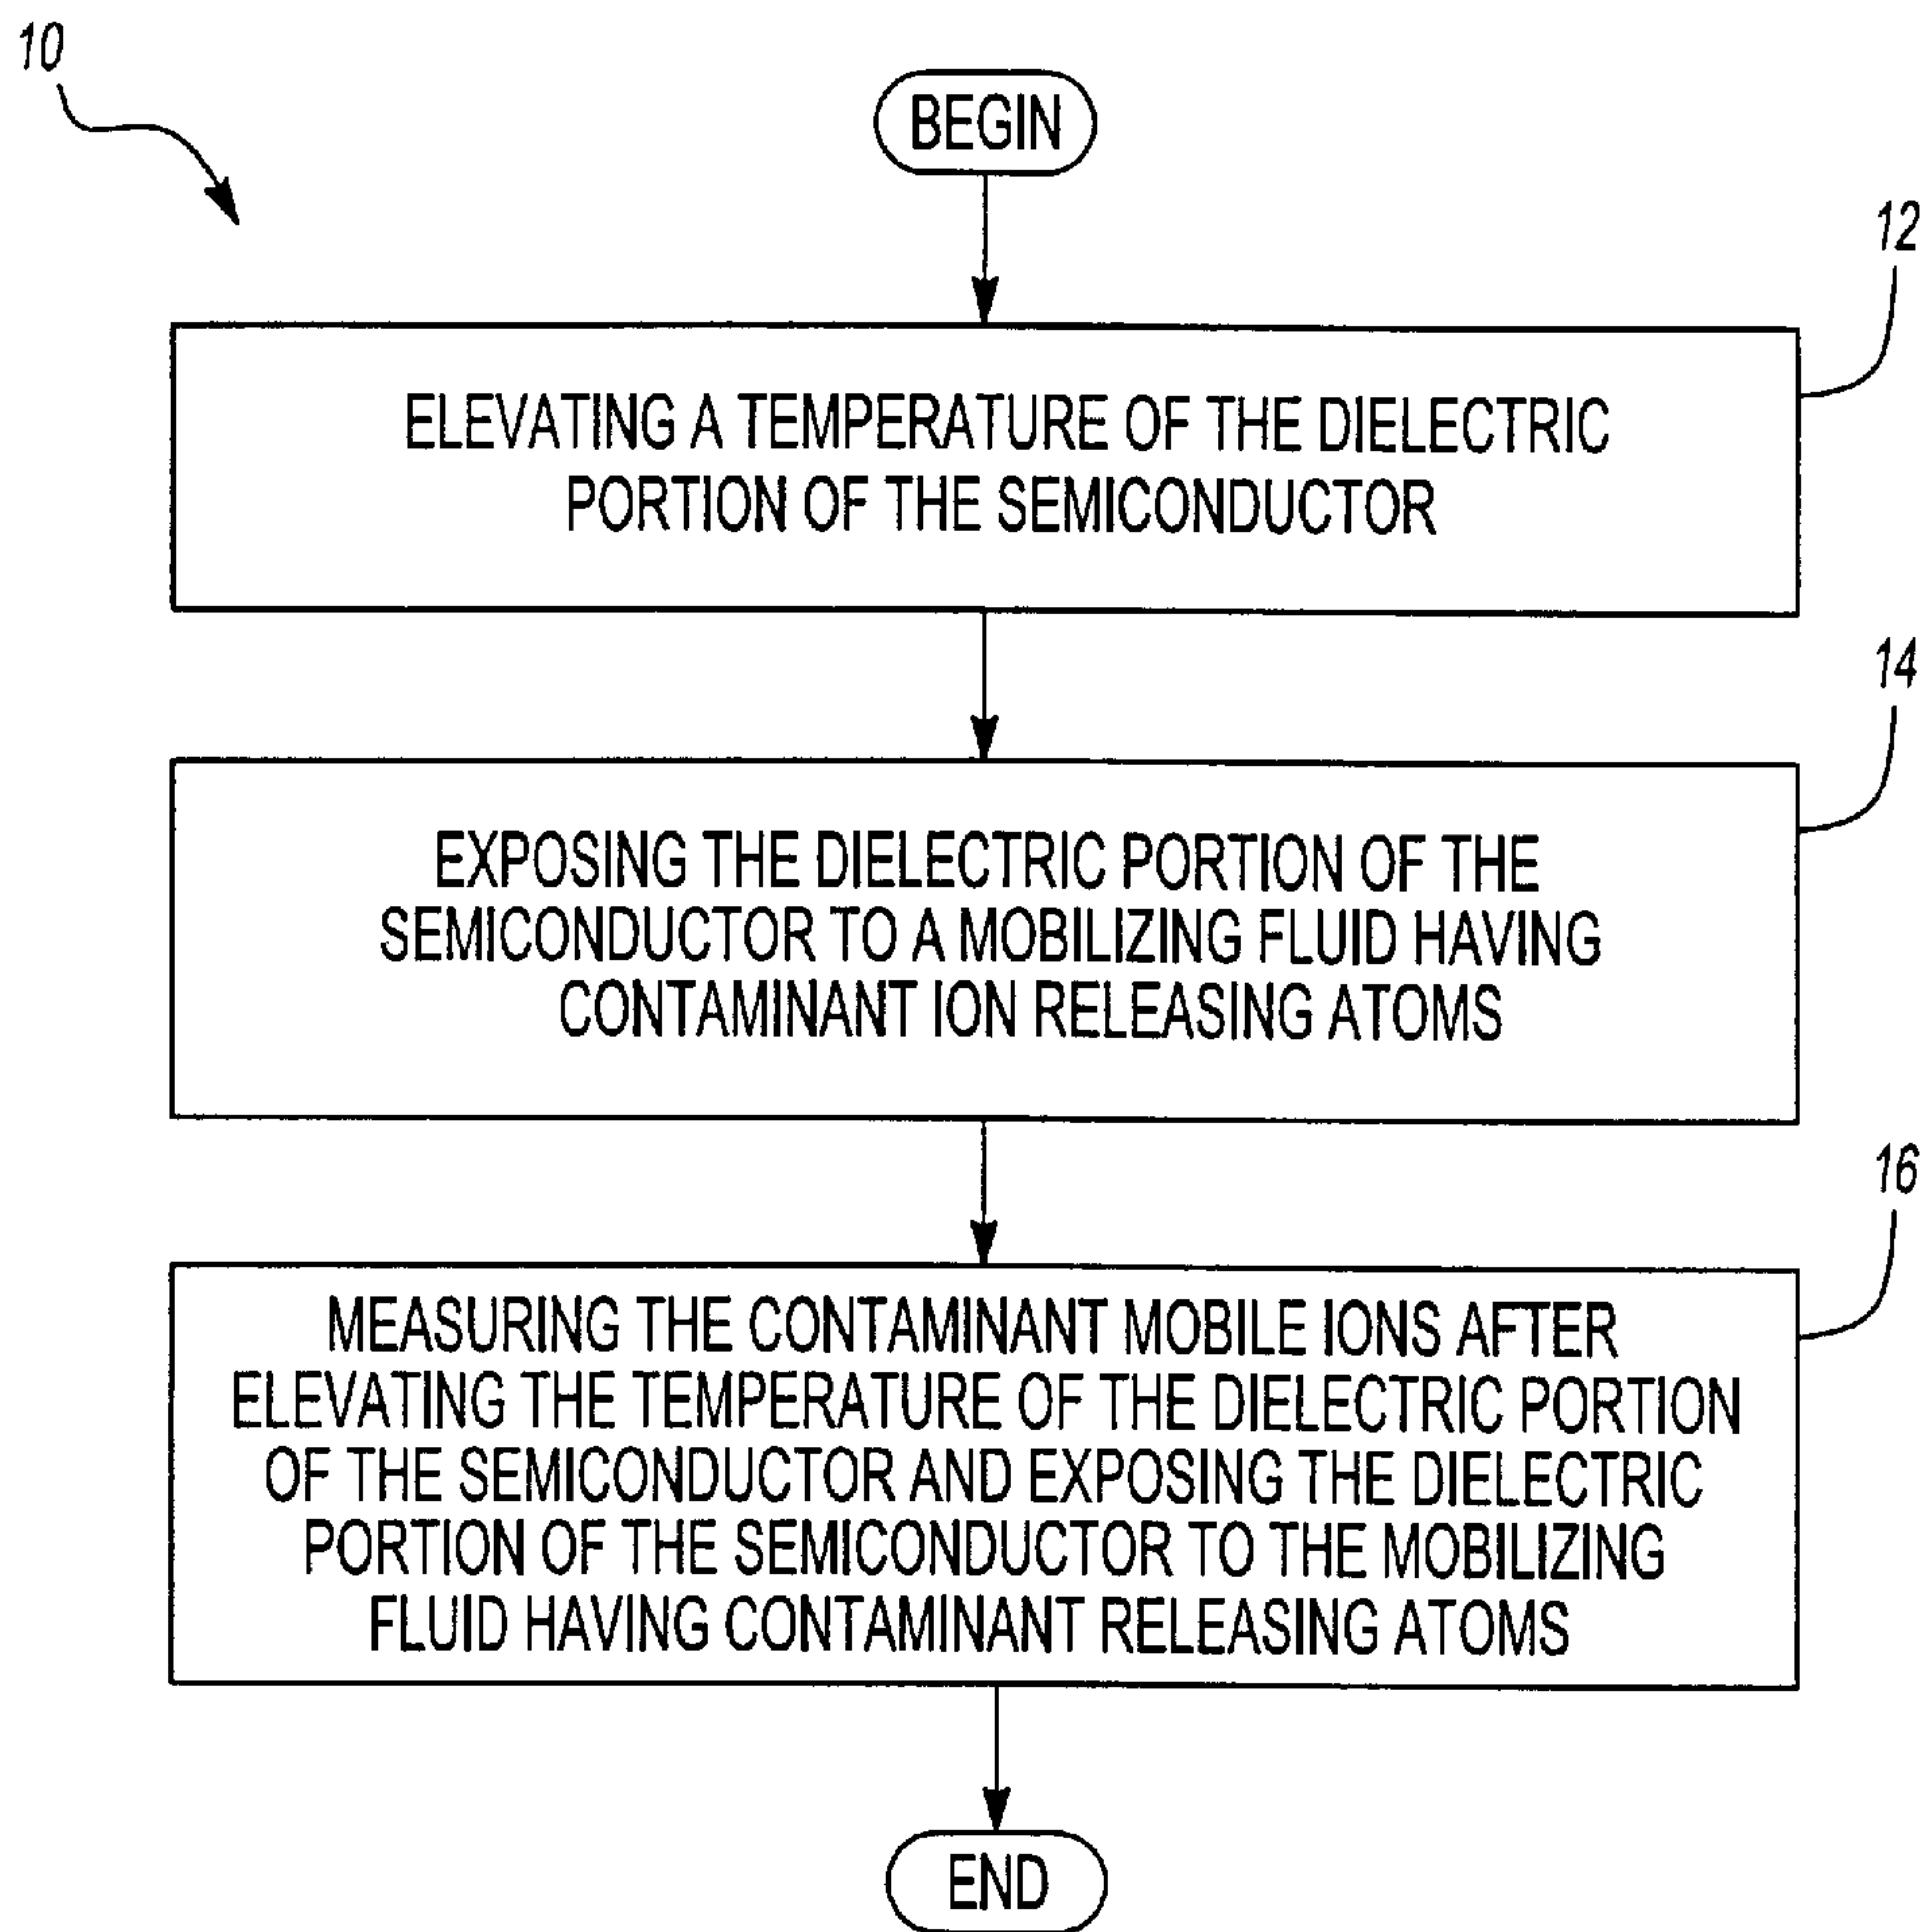 10
BEGIN
12
ELEVATING A TEMPERATURE OF THE DIELECTRIC
PORTION OF THE SEMICONDUCTOR
14
EXPOSING THE DIELECTRIC PORTION OF THE
SEMICONDUCTOR TO A MOBILIZING FLUID HAVING
CONTAMINANT ION RELEASING ATOMS
16
MEASURING THE CONTAMINANT MOBILE IONS AFTER
ELEVATING THE TEMPERATURE OF THE DIELECTRIC PORTION
OF THE SEMICONDUCTOR AND EXPOSING THE DIELECTRIC
PORTION OF THE SEMICONDUCTOR TO THE MOBILIZING
FLUID HAVING CONTAMINANT RELEASING ATOMS
END